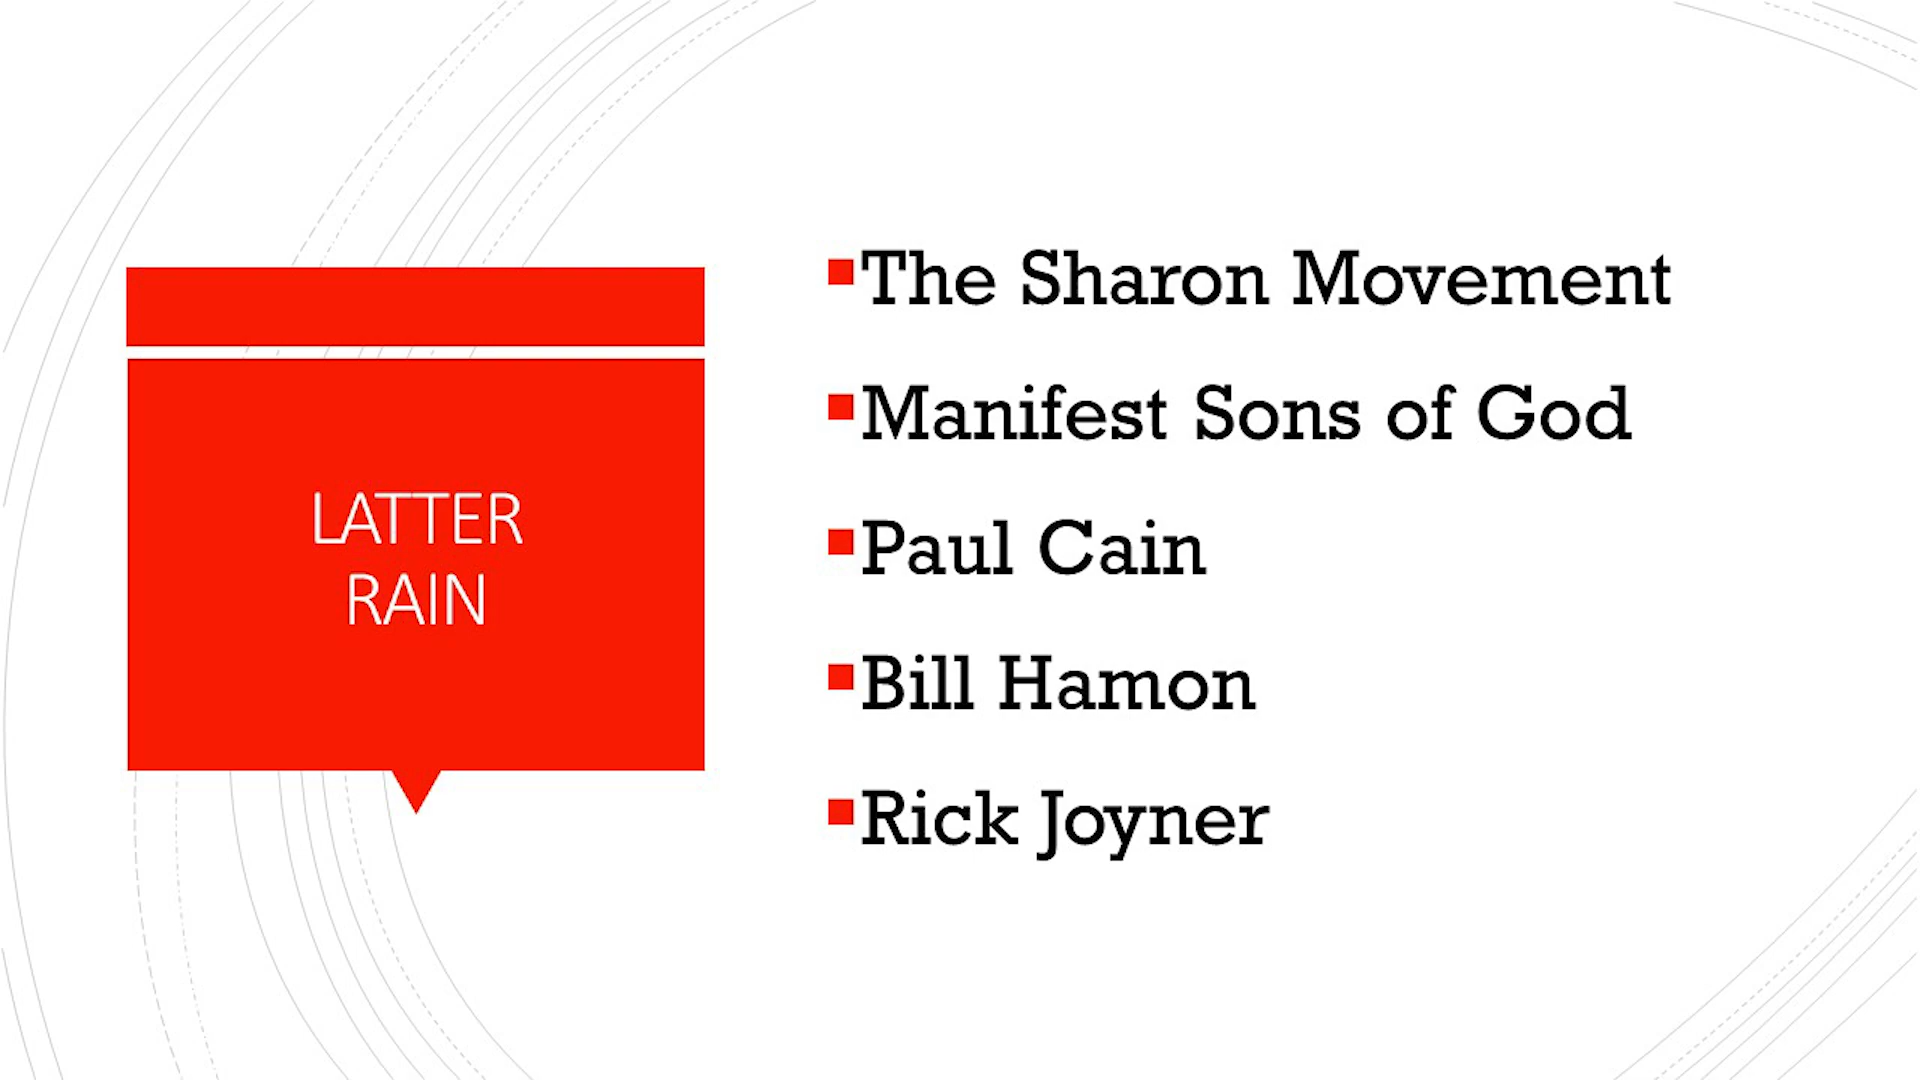 LATTER
RAIN
The Sharon Movement
Manifest Sons of God
Paul Cain
Bill Hamon
Rick Joyner